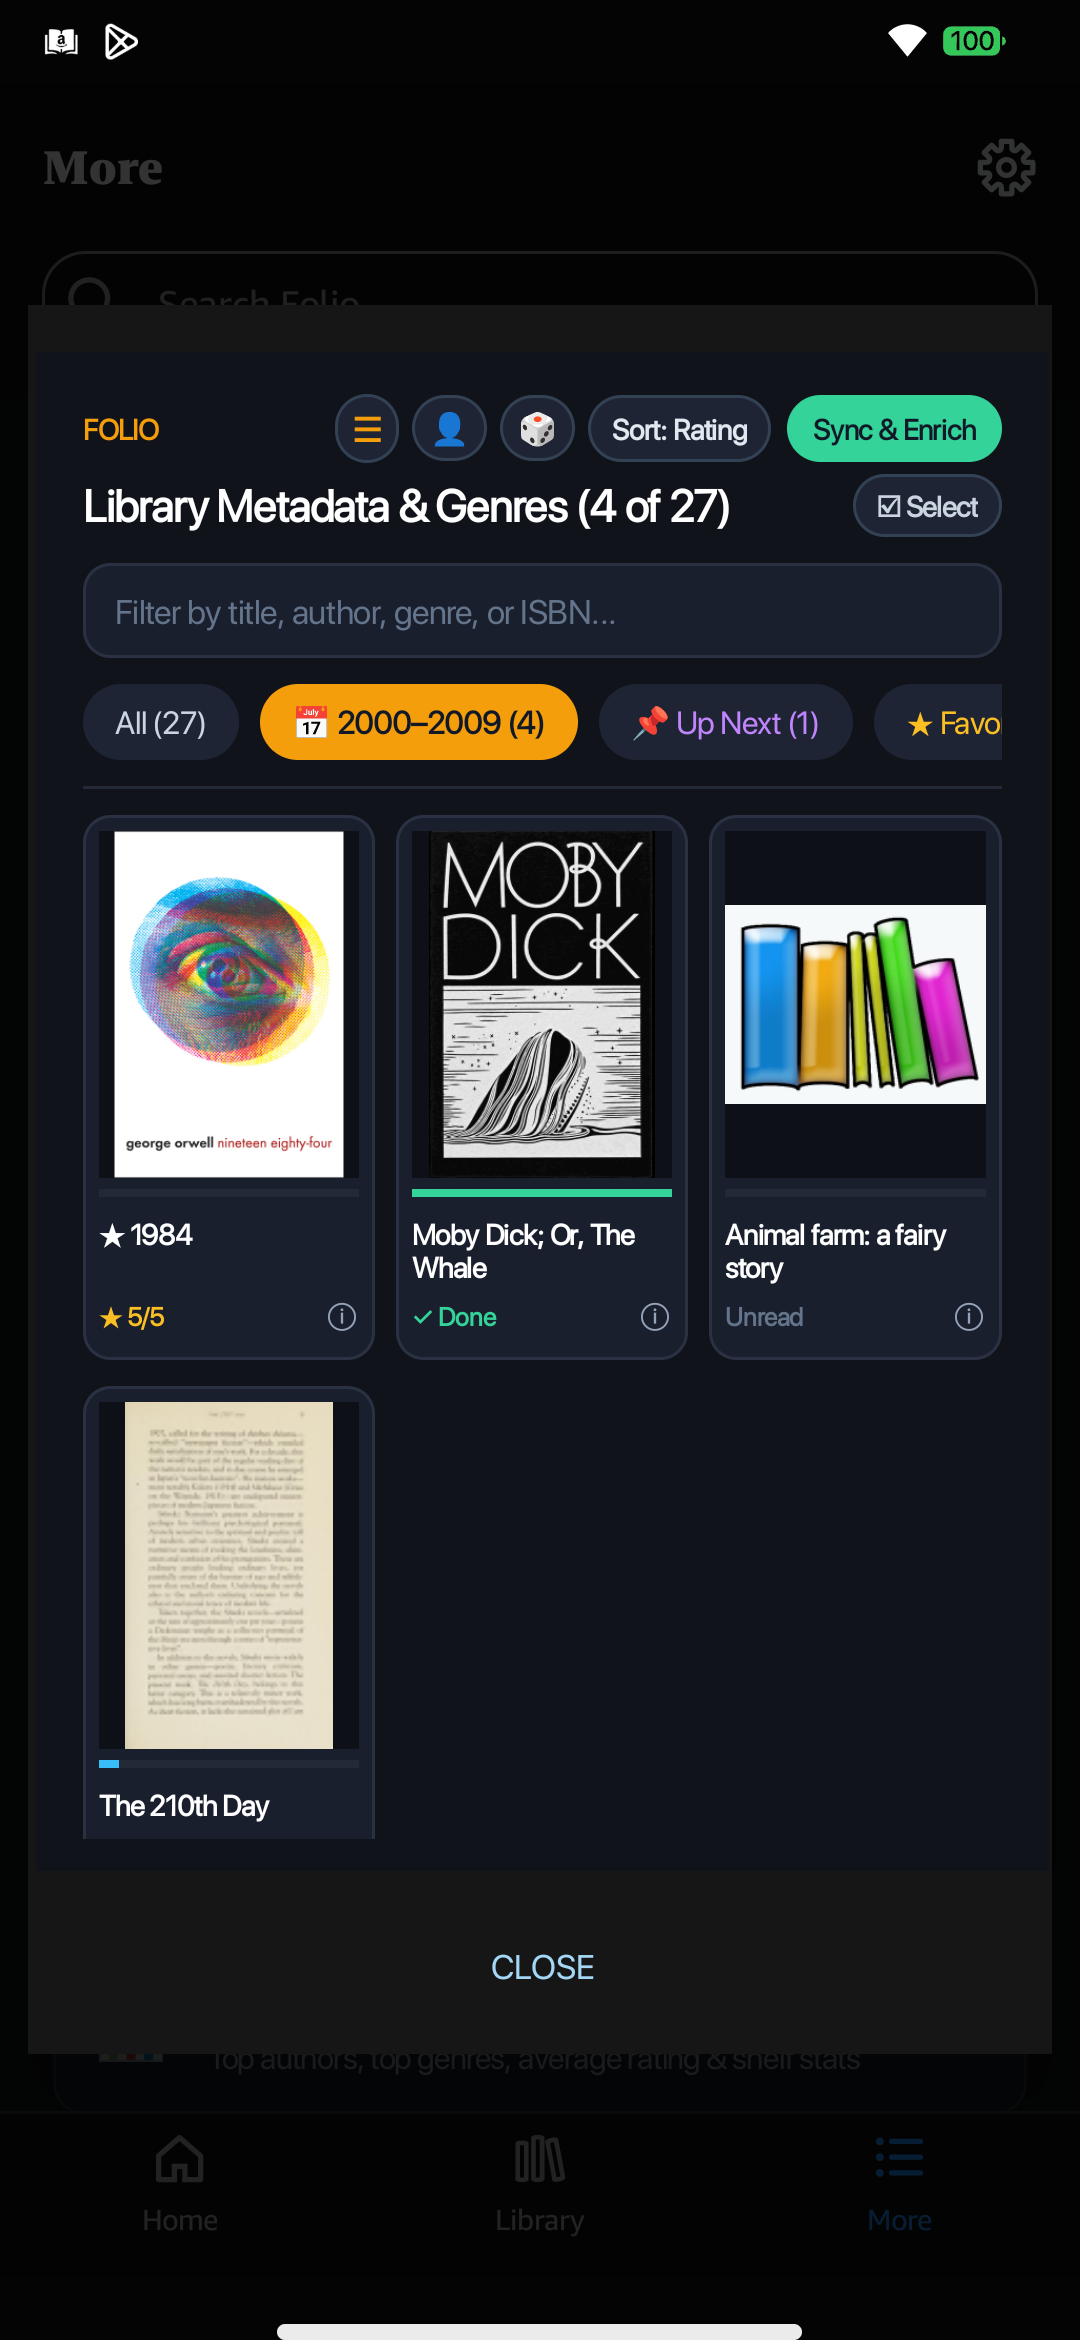 100
More
Search Folio
FOLIO
Sort: Rating
Sync & Enrich
Library Metadata & Genres (4 of 27)
☑ Select
Filter by title, author, genre, or ISBN...
All (27)
📅 2000–2009 (4)
📌 Up Next (1)
★ Favo
george orwell nineteen eighty-four
MOBY
DICK
★ 1984
Moby Dick; Or, The
Whale
Animal farm: a fairy
story
★ 5/5
✓ Done
Unread
The 210th Day
CLOSE
Top authors, top genres, average rating & shelf stats
Home
Library
More